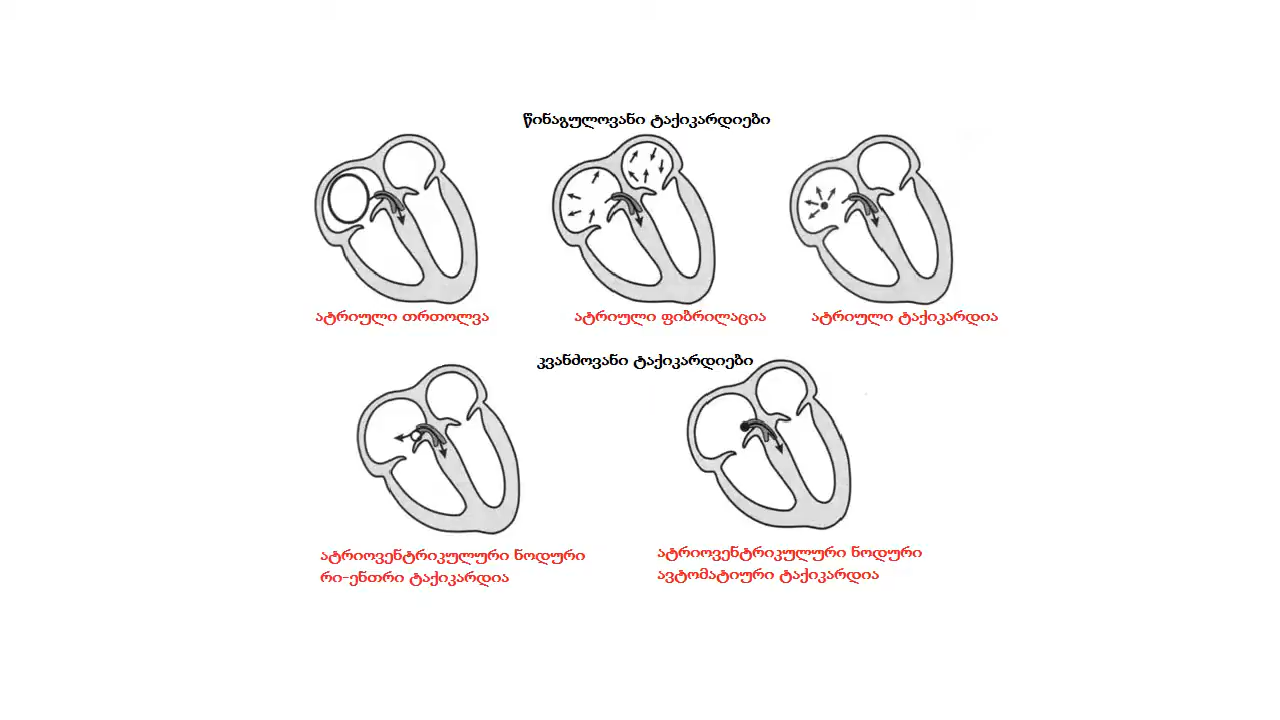 წინაგულოვანი ტაქიკარდიები
ატრიული თრთოლვა
ატრიული ფიბრილაცია
ატრიული ტაქიკარდია
კვანძოვანი ტაქიკარდიები
ატრიოვენტრიკულური ნოდური
რი-ენთრი ტაქიკარდია
ატრიოვენტრიკულური ნოდური
ავტომატიური ტაქიკარდია